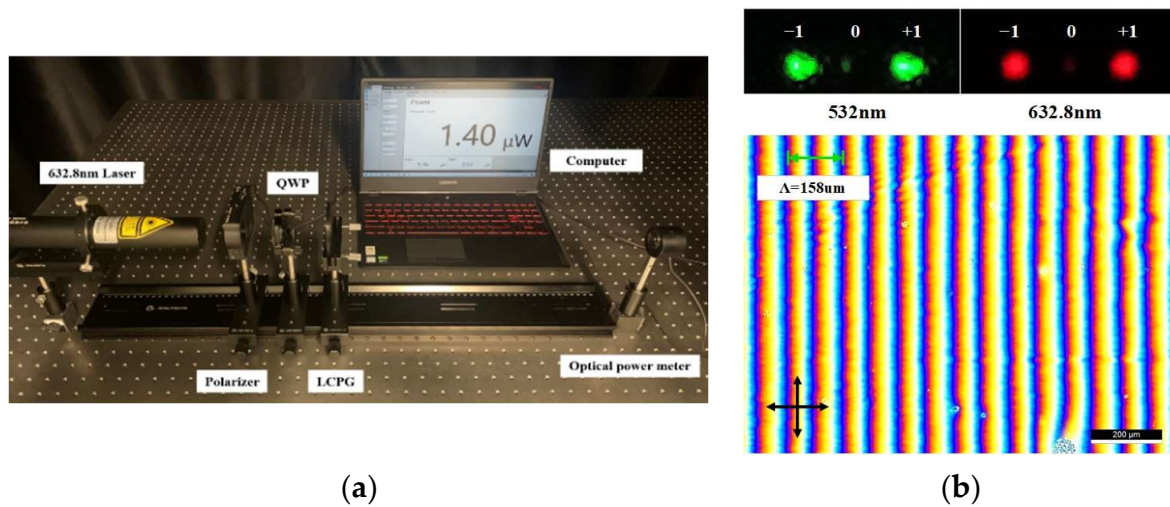 −1 0 +1 −1 0 +1
532nm 632.8nm
Power
1.40 μW
632.8nm Laser
QWP
Computer
Polarizer
LCPG
Optical power meter
Λ=158um
200 μm
(a) (b)